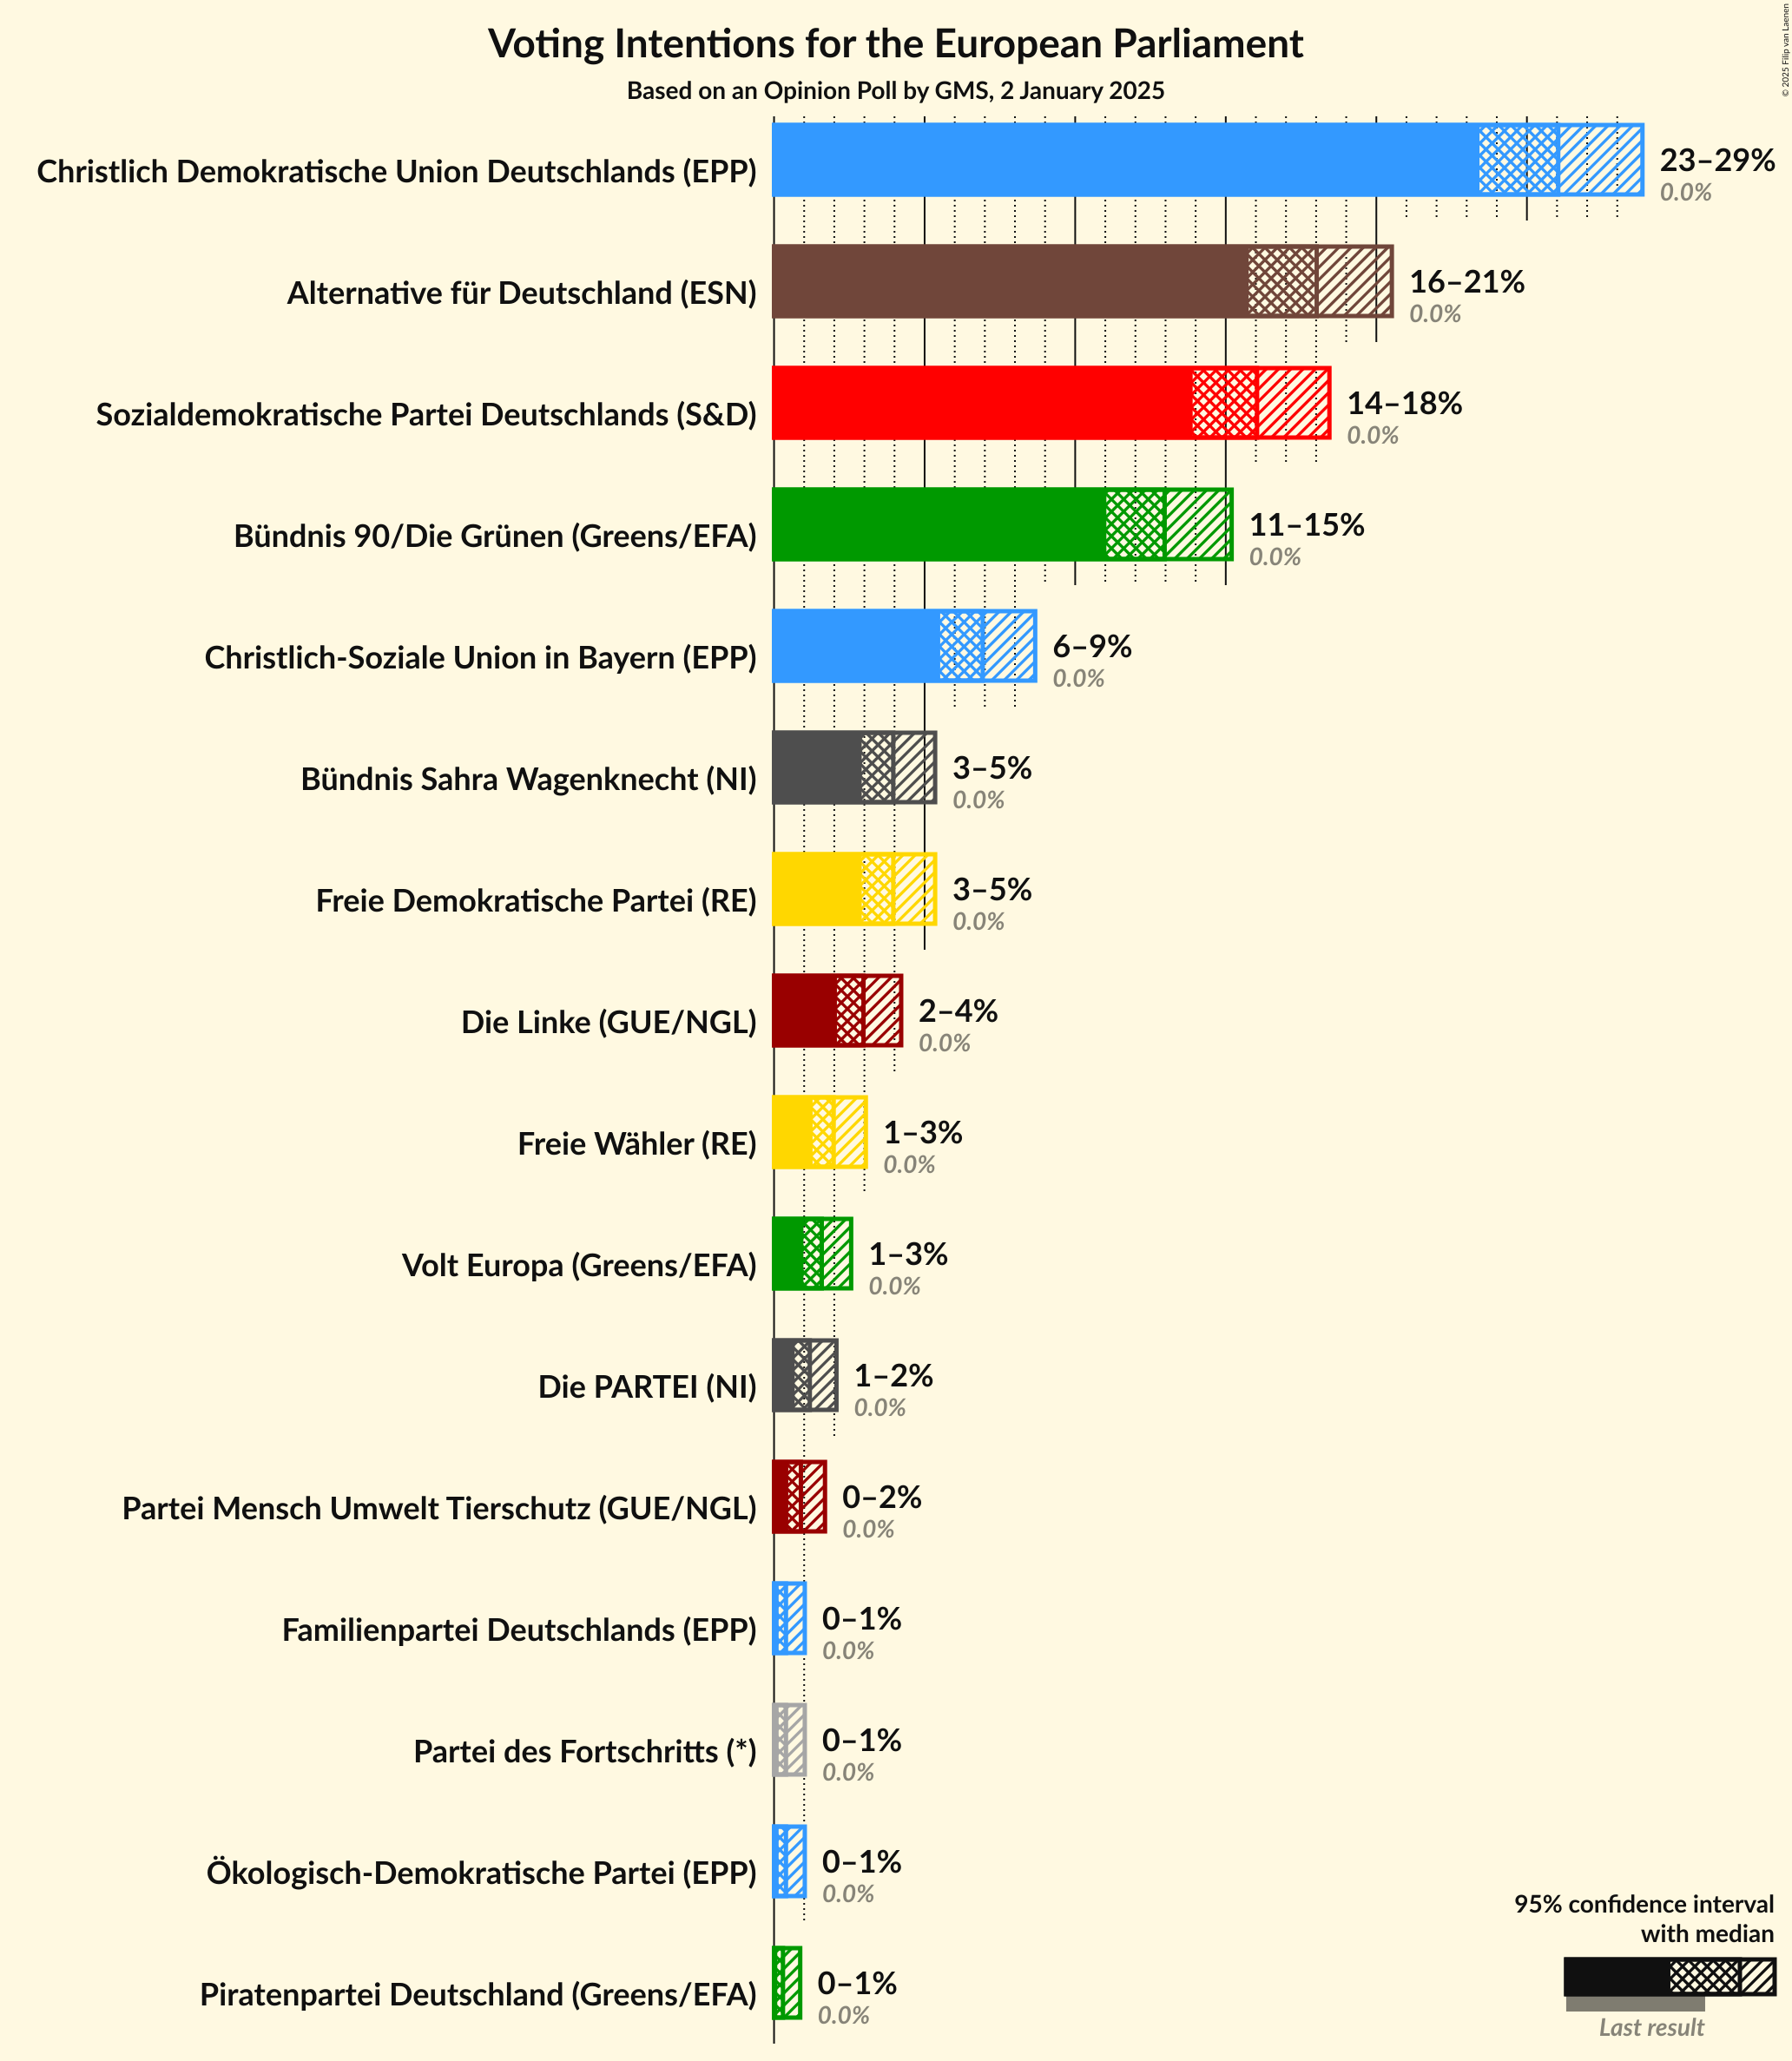 Voting Intentions for the European Parliament
Based on an Opinion Poll by GMS, 2 January 2025
© 2025 Filip van Laenen
Christlich Demokratische Union Deutschlands (EPP)
23–29%
0.0%
Alternative für Deutschland (ESN)
16–21%
0.0%
Sozialdemokratische Partei Deutschlands (S&D)
14–18%
0.0%
Bündnis 90/Die Grünen (Greens/EFA)
11–15%
0.0%
Christlich-Soziale Union in Bayern (EPP)
6–9%
0.0%
Bündnis Sahra Wagenknecht (NI)
3–5%
0.0%
Freie Demokratische Partei (RE)
3–5%
0.0%
Die Linke (GUE/NGL)
2–4%
0.0%
Freie Wähler (RE)
1–3%
0.0%
Volt Europa (Greens/EFA)
1–3%
0.0%
Die PARTEI (NI)
1–2%
0.0%
Partei Mensch Umwelt Tierschutz (GUE/NGL)
0–2%
0.0%
Familienpartei Deutschlands (EPP)
0–1%
0.0%
Partei des Fortschritts (*)
0–1%
0.0%
Ökologisch-Demokratische Partei (EPP)
0–1%
0.0%
Piratenpartei Deutschland (Greens/EFA)
0–1%
0.0%
95% confidence interval
with median
Last result